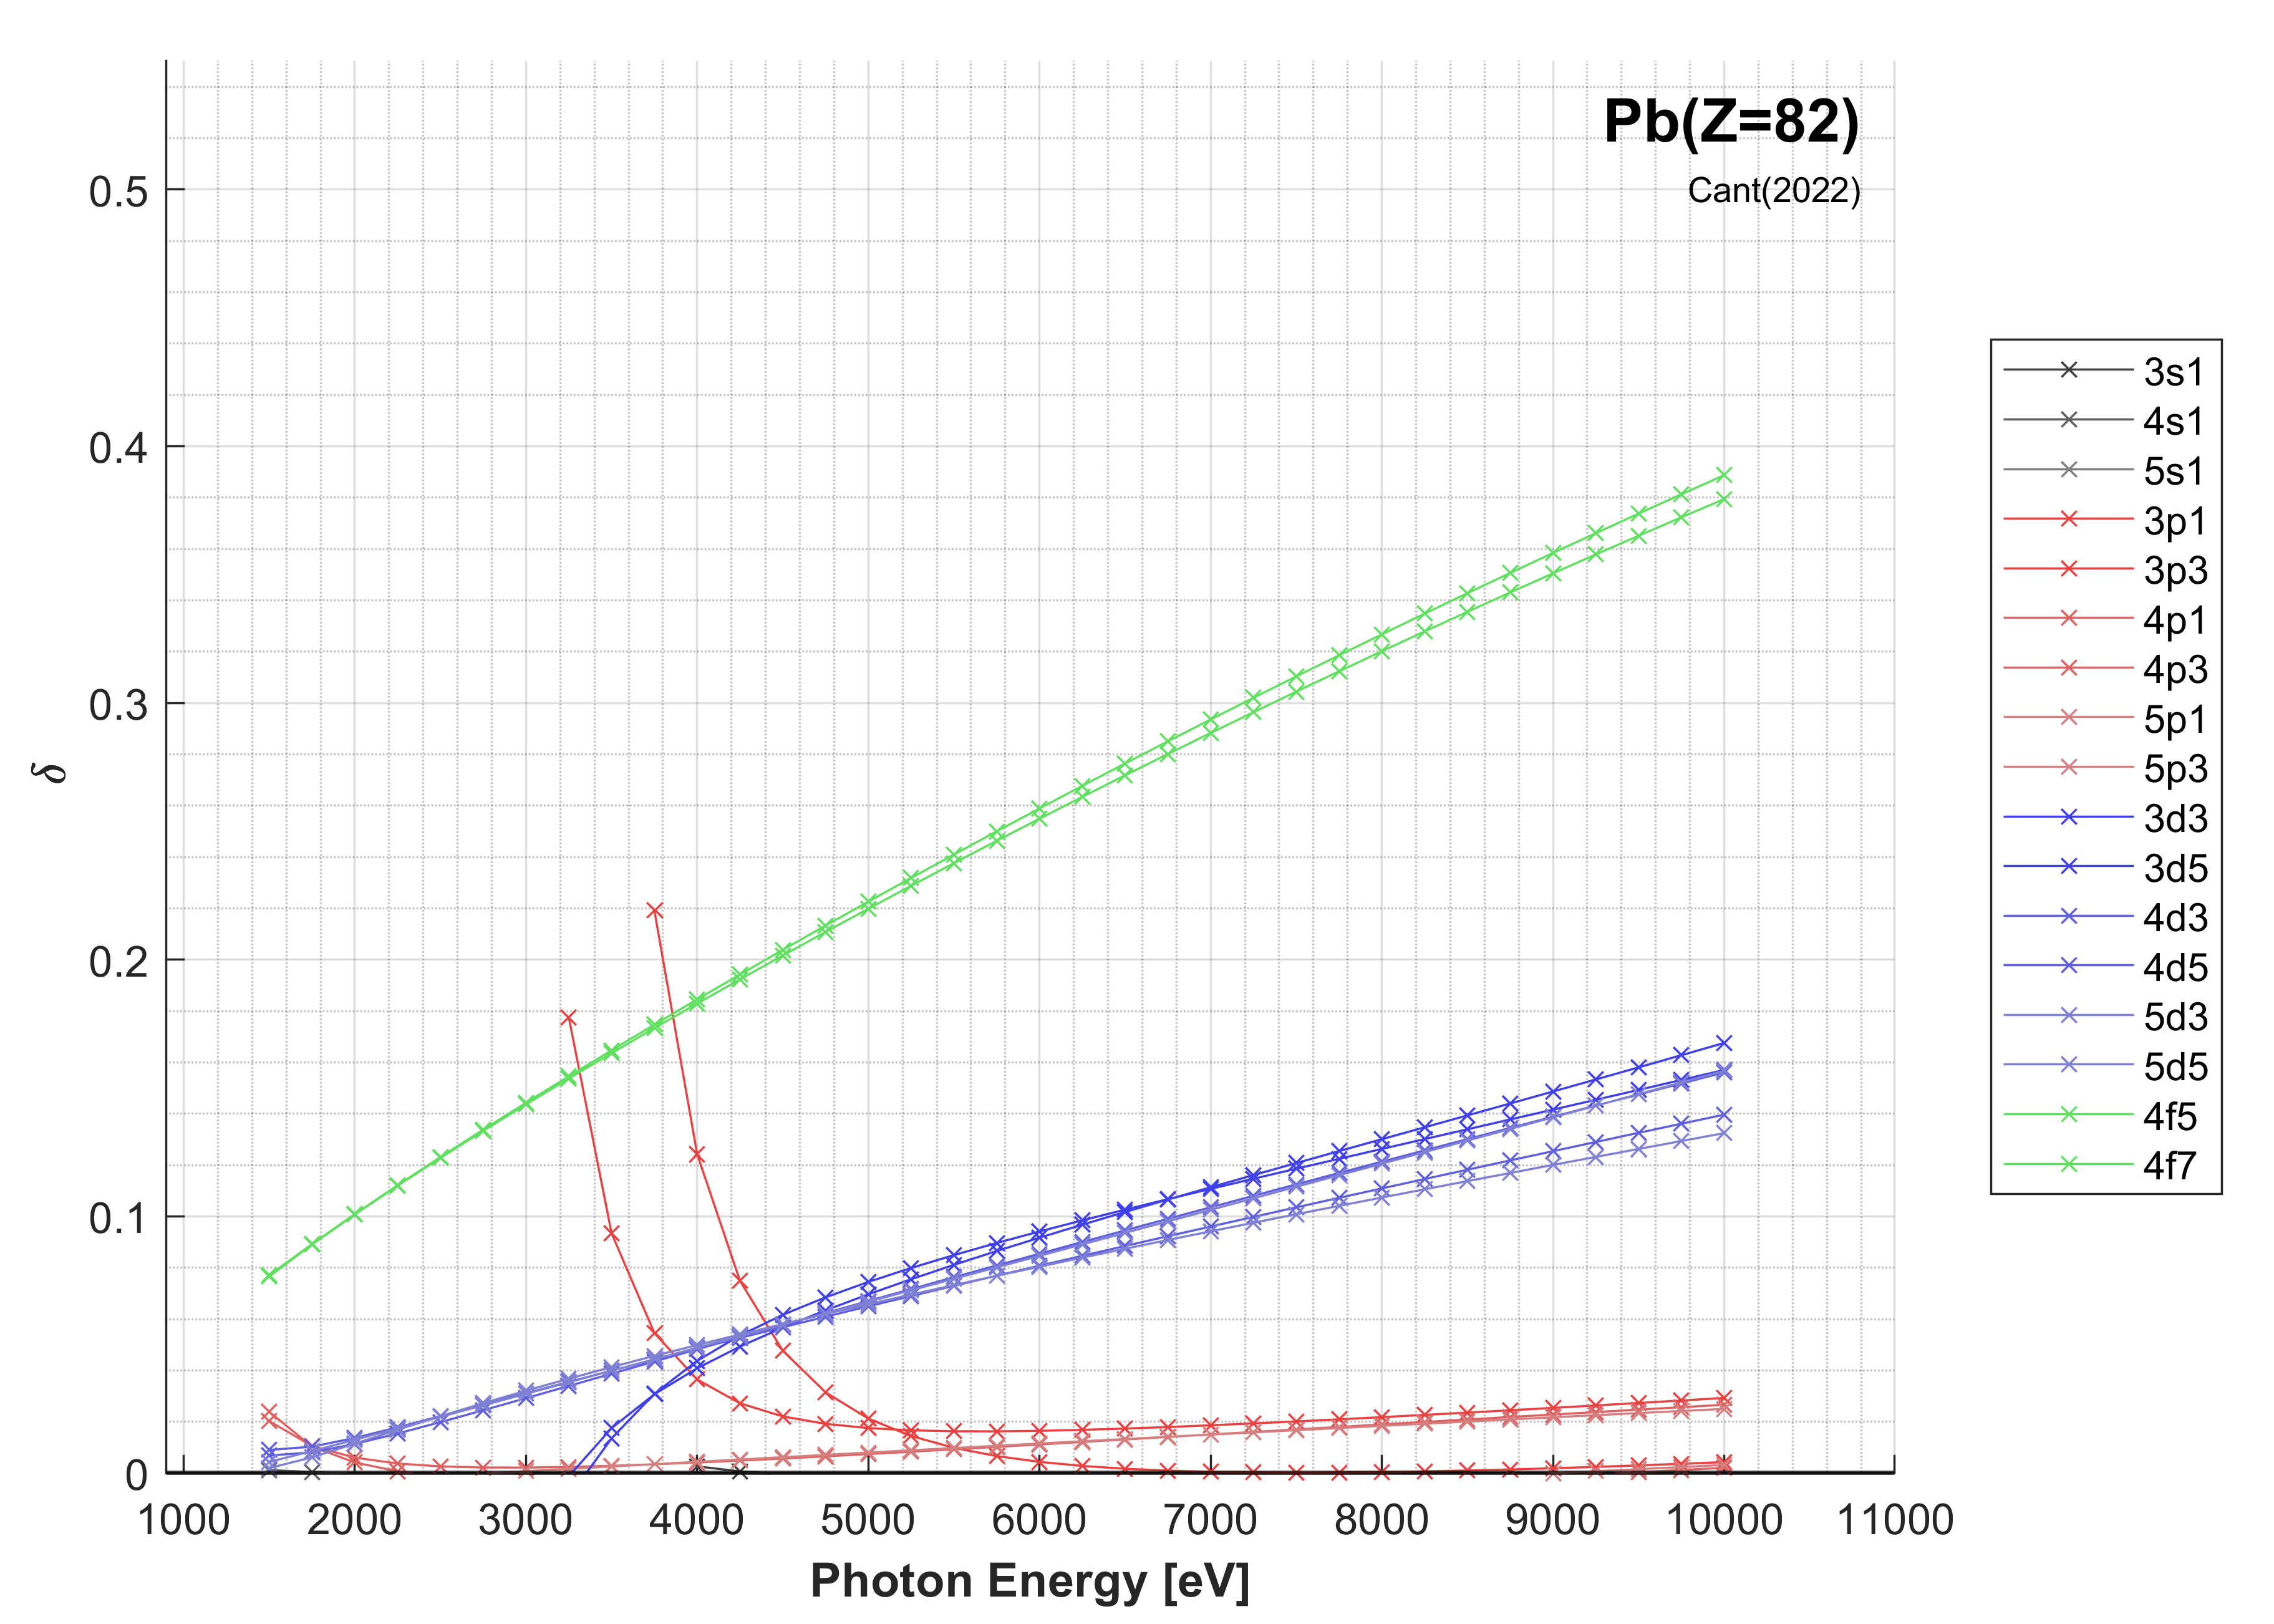 Pb(Z=82)
Cant(2022)
0.5
0.4
0.3
0.2
0.1
0
δ
1000 2000 3000 4000 5000 6000 7000 8000 9000 10000 11000
Photon Energy [eV]
3s1
4s1
5s1
3p1
3p3
4p1
4p3
5p1
5p3
3d3
3d5
4d3
4d5
5d3
5d5
4f5
4f7